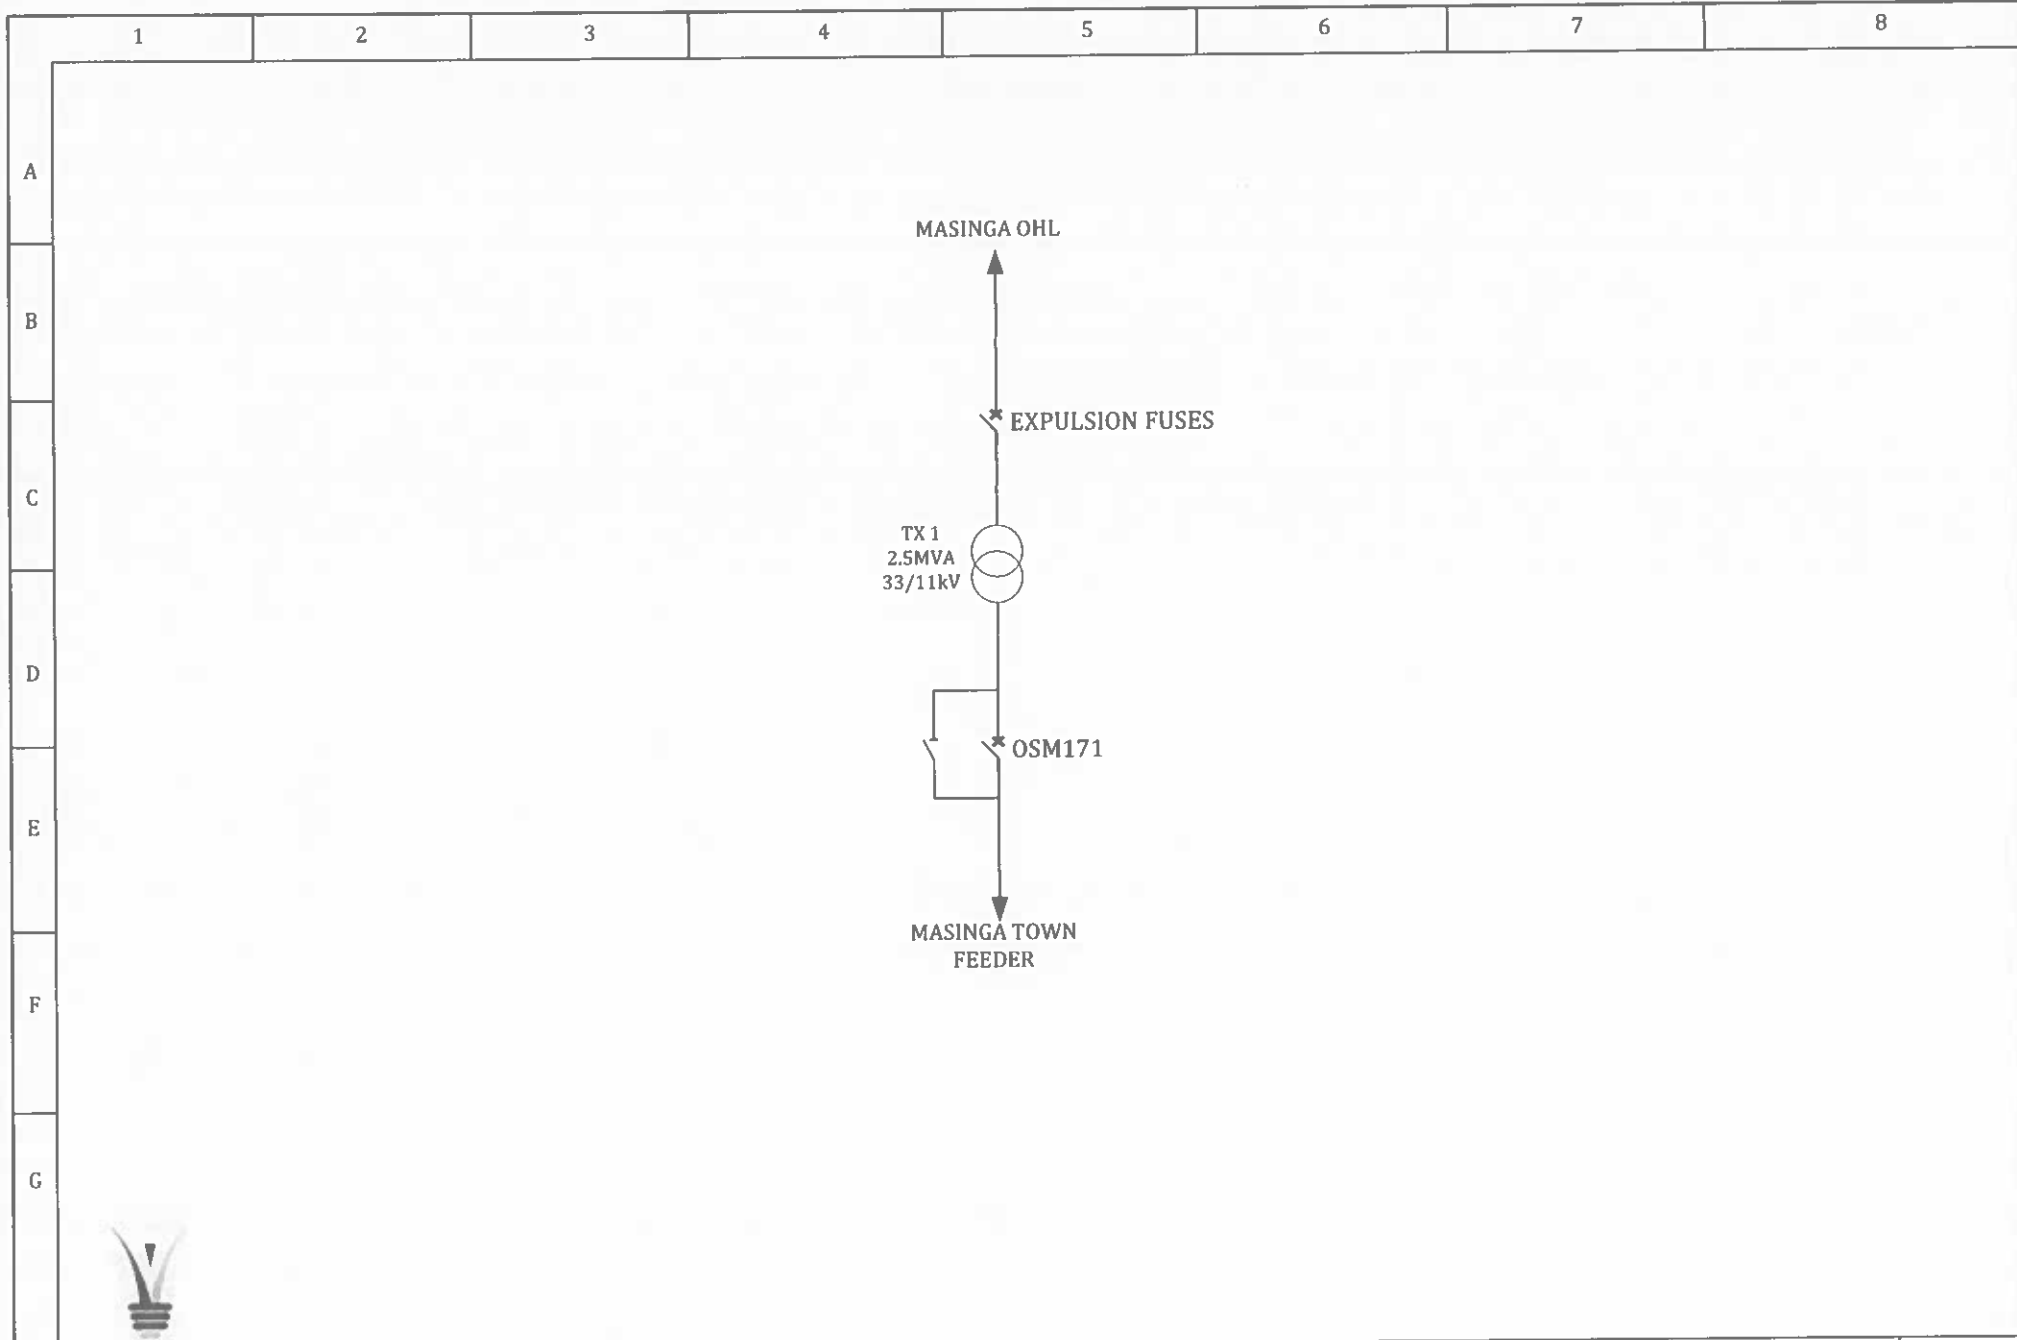 1 2 3 4 5 6 7 8
A
MASINGA OHL
B
EXPULSION FUSES
C
TX 1
2.5MVA
33/11kV
D
OSM171
E
MASINGA TOWN
FEEDER
F
G